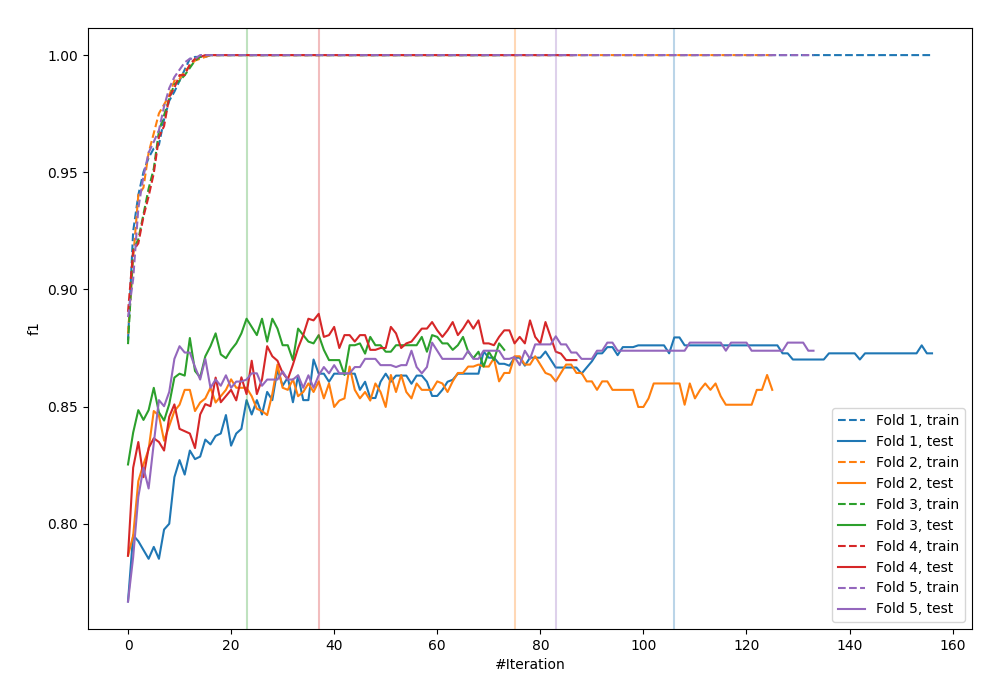 1.00
0.95
0.90
0.85
0.80
f1
0
20
40
60
80
100
120
140
160
#Iteration
Fold 1, train
Fold 1, test
Fold 2, train
Fold 2, test
Fold 3, train
Fold 3, test
Fold 4, train
Fold 4, test
Fold 5, train
Fold 5, test